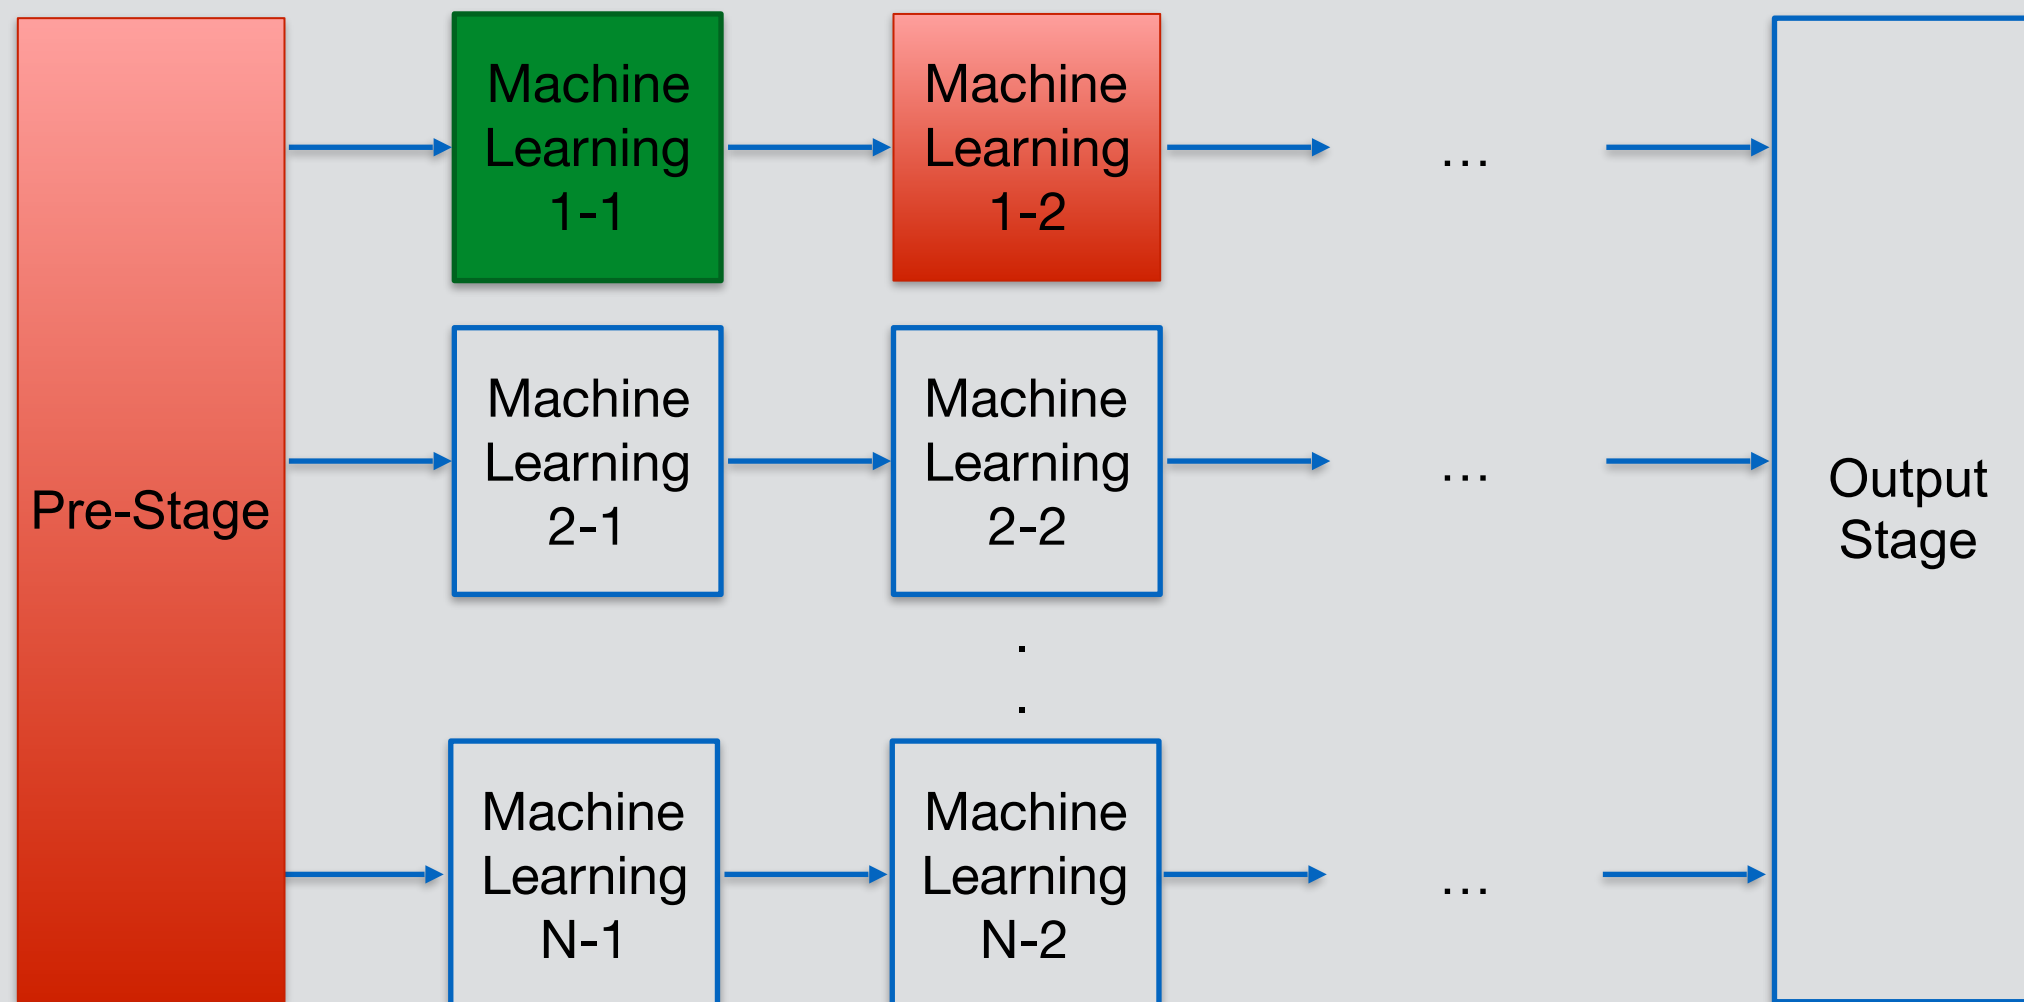 Pre-Stage
Machine
Learning
1-1
Machine
Learning
1-2
...
Machine
Learning
2-1
Machine
Learning
2-2
...
.
.
Machine
Learning
N-1
Machine
Learning
N-2
...
Output
Stage